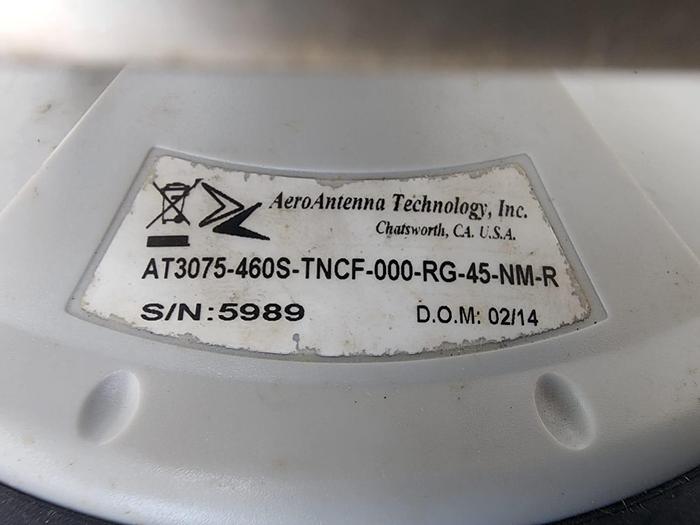 AeroAntenna Technology, Inc.
Chatsworth, CA. U.S.A.
AT3075-460S-TNCF-000-RG-45-NM-R
S/N:5989 D.O.M: 02/14